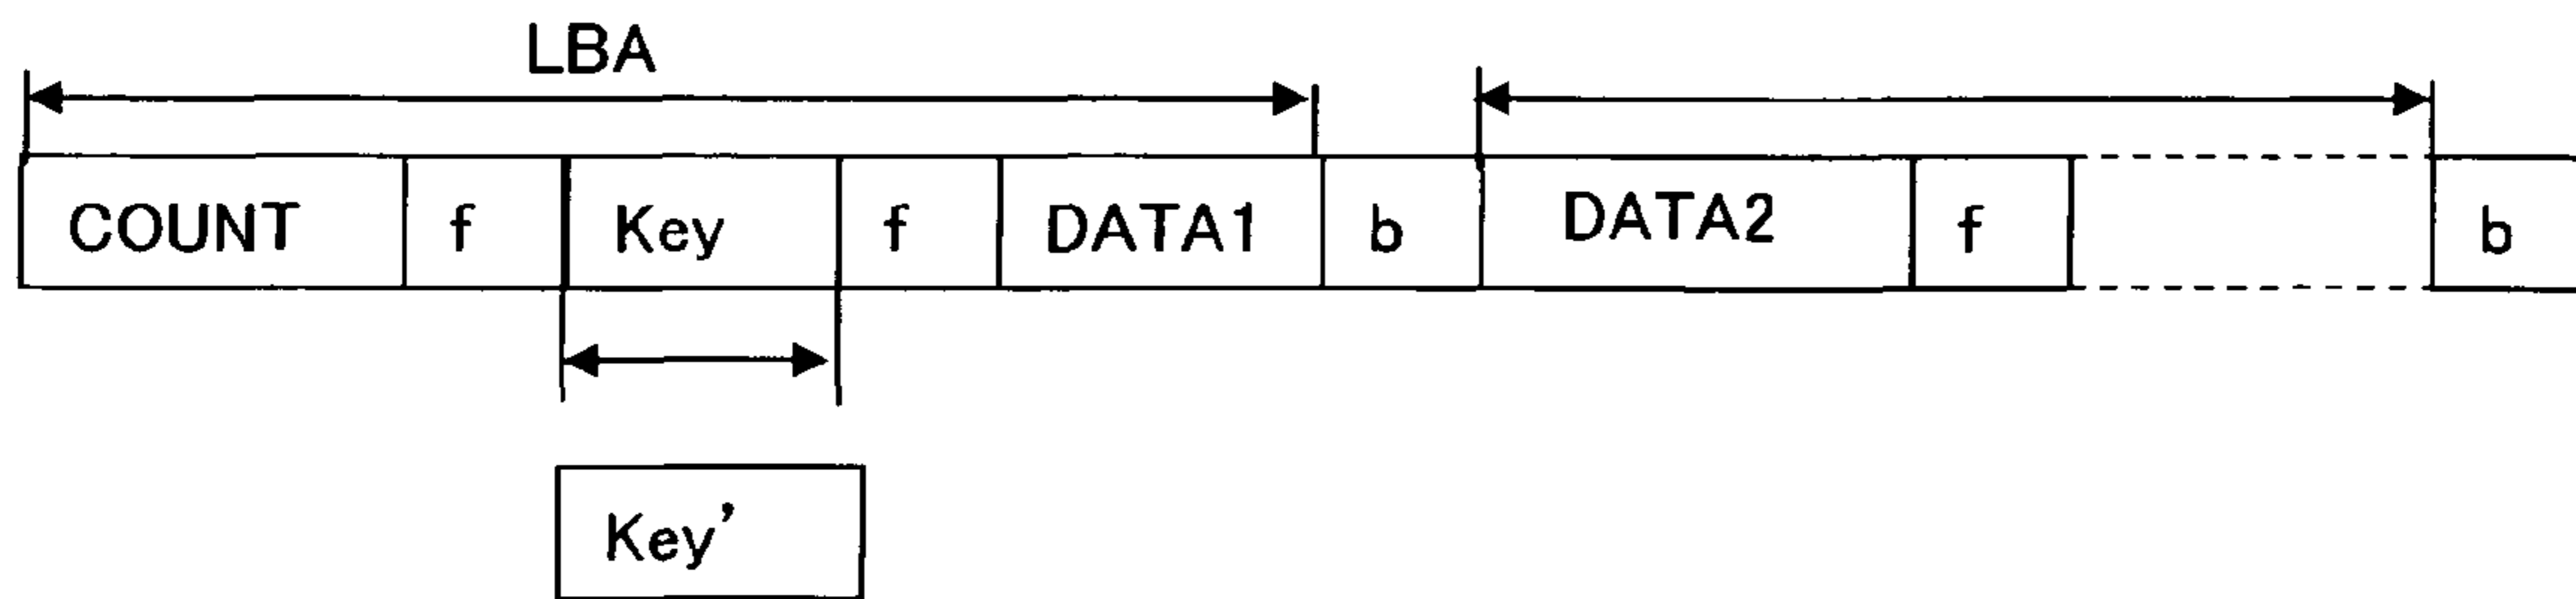 LBA
COUNT f Key f DATA1 b DATA2 f b
Key’